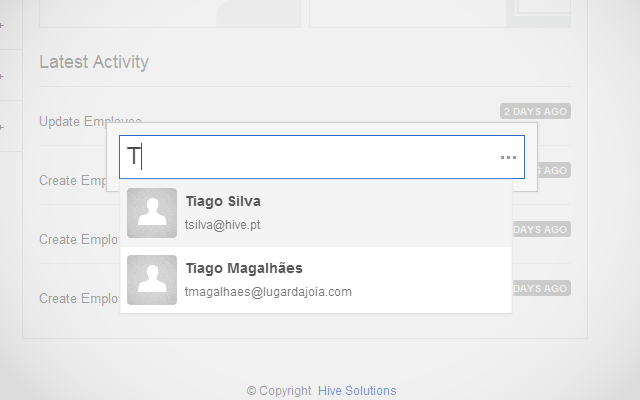 Latest Activity
Update Employee
2 DAYS AGO
T
Create Emp
DAYS AGO
Tiago Silva
tsilva@hive.pt
Create Emplo
DAYS AGO
Tiago Magalhães
tmagalhaes@lugardajoia.com
Create Emplo
DAYS AGO
© Copyright Hive Solutions